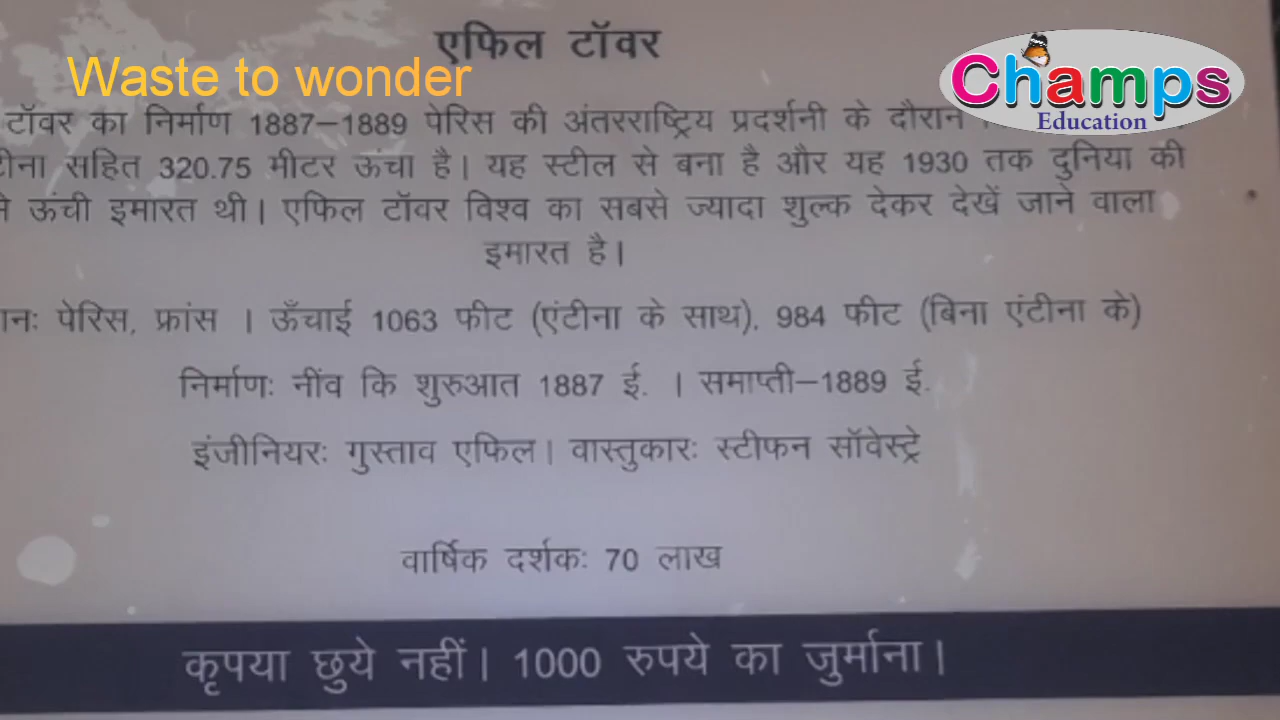 एफिल टॉवर
Waste to wonder
Champs
Education
टॉवर का निर्माण 1887–1889 पेरिस की अंतरराष्ट्रिय प्रदर्शनी के दौरान
सहित 320.75 मीटर ऊंचा है। यह स्टील से बना है और यह 1930 तक दुनिया की
ऊंची इमारत थी। एफिल टॉवर विश्व का सबसे ज्यादा शुल्क देकर देखें जाने वाला
इमारत है।
पेरिस, फ्रांस । ऊँचाई 1063 फीट (एंटीना के साथ), 984 फीट (बिना एंटीना के)
निर्माणः नींव कि शुरुआत 1887 ई. । समाप्ती–1889 ई.
इंजीनियरः गुस्ताव एफिल। वास्तुकारः स्टीफन सॉवेस्ट्रे
वार्षिक दर्शकः 70 लाख
कृपया छुये नहीं। 1000 रुपये का जुर्माना।